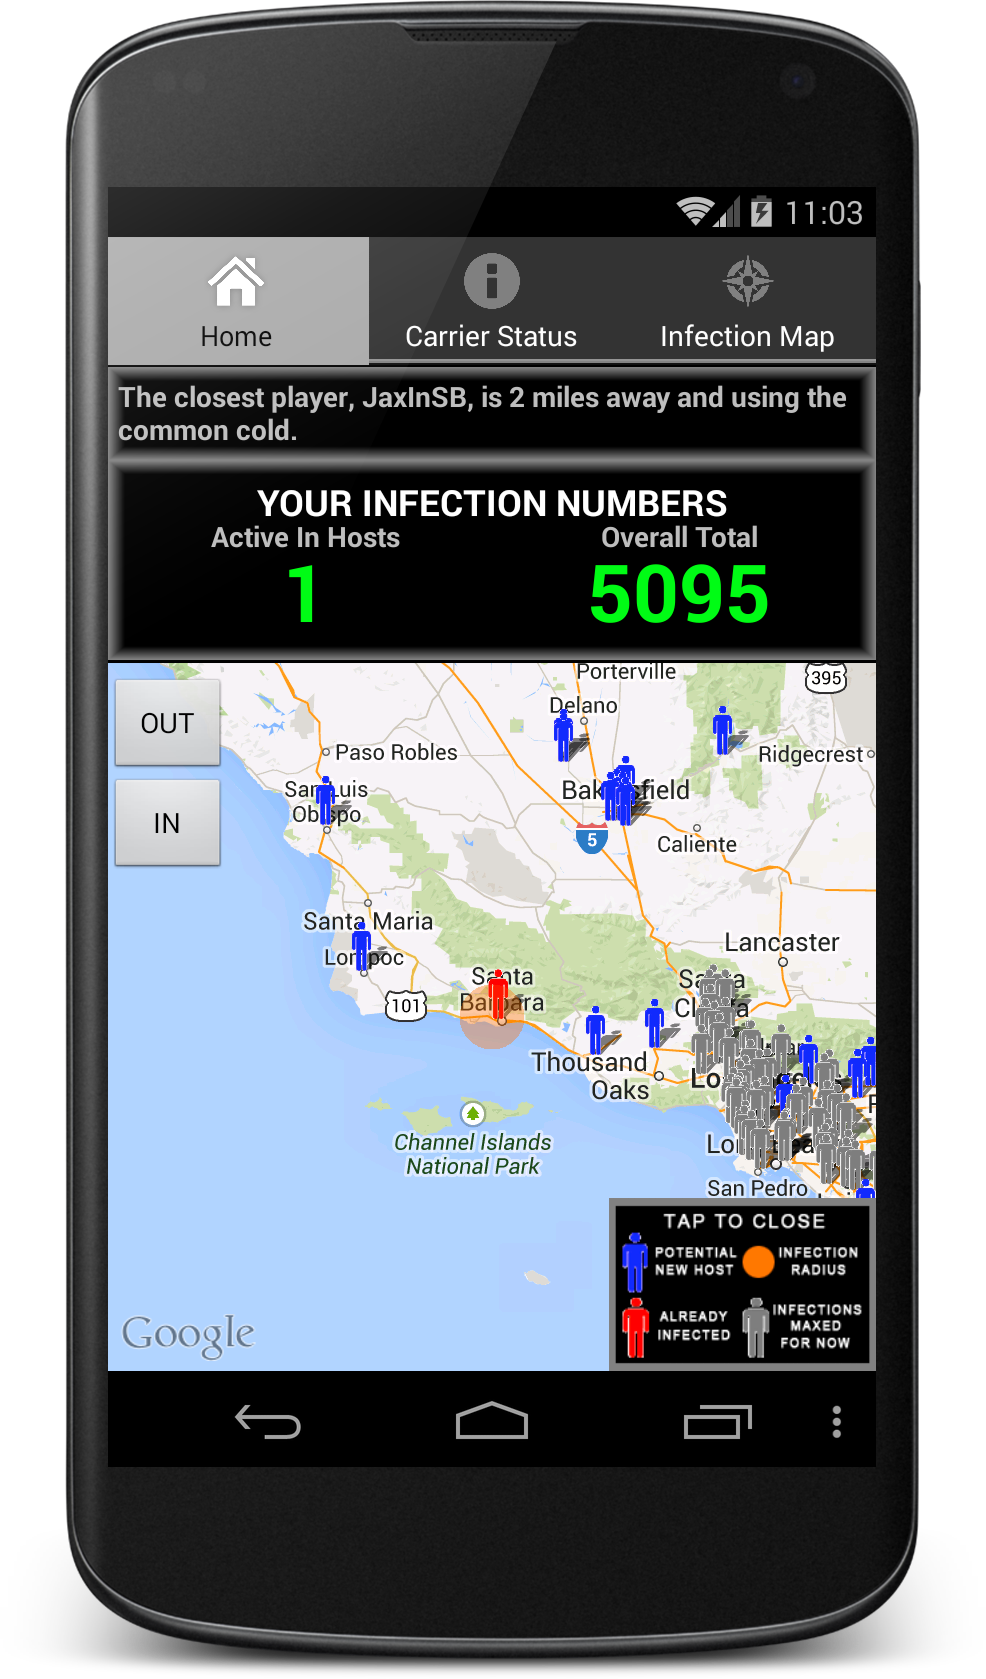 11:03
Home
Carrier Status
Infection Map
The closest player, JaxInSB, is 2 miles away and using the
common cold.
YOUR INFECTION NUMBERS
Active In Hosts
Overall Total
1
5095
OUT
IN
Porterville
395
Delano
Paso Robles
Ridgecrest
San Luis
Obispo
Bakersfield
5
Caliente
Santa Maria
Lompoc
Lancaster
Santa
Barbara
101
Santa
Thousand
Oaks
Channel Islands
National Park
San Pedro
TAP TO CLOSE
POTENTIAL
NEW HOST
INFECTION
RADIUS
ALREADY
INFECTED
INFECTIONS
MAXED
FOR NOW
Google